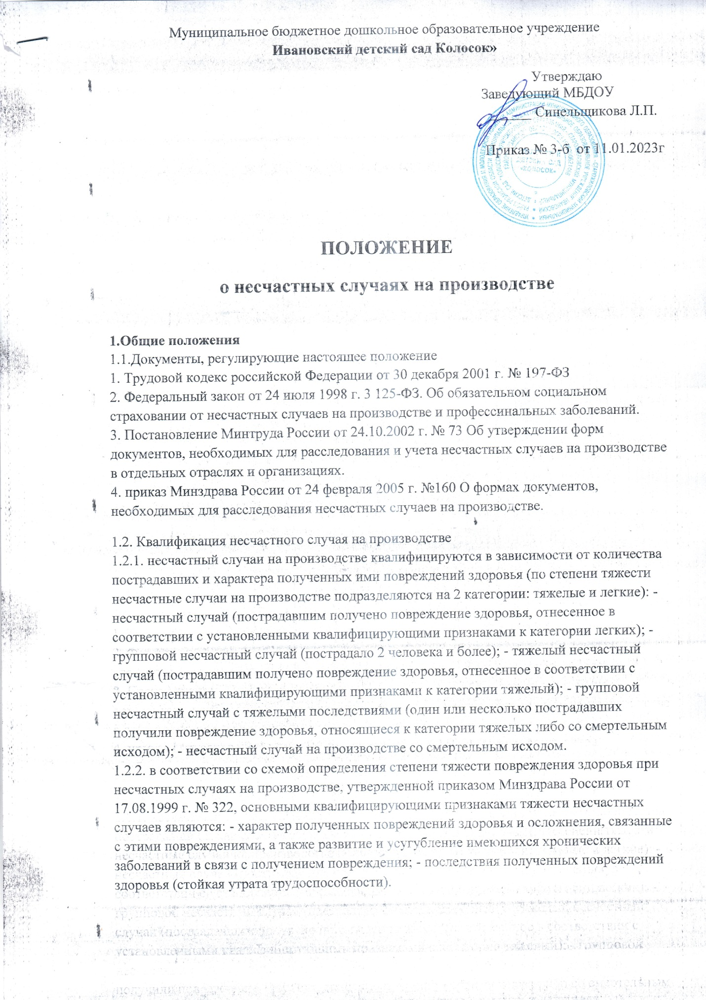 Муниципальное бюджетное дошкольное образовательное учреждение
Ивановский детский сад Колосок»
Утверждаю
Заведующий МБДОУ
______ Синельщикова Л.П.
Приказ № 3-б от 11.01.2023г
ДЕТСКИЙ САД
«КОЛОСОК»
ПОЛОЖЕНИЕ
о несчастных случаях на производстве
1.Общие положения
1.1.Документы, регулирующие настояшее положение
1. Трудовой кодекс российской Федерации от 30 декабря 2001 г. № 197-ФЗ
2. Федеральный закон от 24 июля 1998 г. З 125-ФЗ. Об обязательном социальном
страховании от несчастных случаев на производстве и профессинальных заболеваний.
3. Постановление Минтруда России от 24.10.2002 г. № 73 Об утверждении форм
документов, необходимых для расследования и учета несчастных случаев на производстве
в отдельных отраслях и организациях.
4. приказ Минздрава России от 24 февраля 2005 г. №160 О формах документов,
необходимых для расследования несчастных случаев на производстве.
1.2. Квалификация несчастного случая на производстве
1.2.1. несчастный случаи на производстве квалифицируются в зависимости от количества
пострадавших и характера полученных ими повреждений здоровья (по степени тяжести
несчастные случаи на производстве подразделяются на 2 категории: тяжелые и легкие): -
несчастный случай (пострадавшим получено повреждение здоровья, отнесенное в
соответствии с установленными квалифицирующими признаками к категории легких); -
групповой несчастный случай (пострадало 2 человека и более); - тяжелый несчастный
случай (пострадавшим получено повреждение здоровья, отнесенное в соответствии с
установленными квалифицирующими признаками к категории тяжелый); - групповой
несчастный случай с тяжелыми последствиями (один или несколько пострадавших
получили повреждение здоровья, относящиеся к категории тяжелых либо со смертельным
исходом); - несчастный случай на производстве со смертельным исходом.
1.2.2. в соответствии со схемой определения степени тяжести повреждения здоровья при
несчастных случаях на производстве, утвержденной приказом Минздрава России от
17.08.1999 г. № 322, основными квалифицирующими признаками тяжести несчастных
случаев являются: - характер полученных повреждений здоровья и осложнения, связанные
с этими повреждениями, а также развитие и усугубление имеющихся хронических
заболеваний в связи с получением повреждения; - последствия полученных повреждений
здоровья (стойкая утрата трудоспособности).